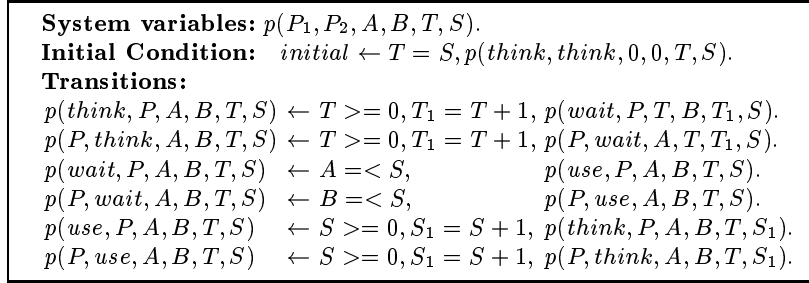 System variables: p(P₁, P₂, A, B, T, S).
Initial Condition: initial ← T = S, p(think, think, 0, 0, T, S).
Transitions:
p(think, P, A, B, T, S) ← T >= 0, T₁ = T + 1, p(wait, P, T, B, T₁, S).
p(P, think, A, B, T, S) ← T >= 0, T₁ = T + 1, p(P, wait, A, T, T₁, S).
p(wait, P, A, B, T, S) ← A =< S, p(use, P, A, B, T, S).
p(P, wait, A, B, T, S) ← B =< S, p(P, use, A, B, T, S).
p(use, P, A, B, T, S) ← S >= 0, S₁ = S + 1, p(think, P, A, B, T, S₁).
p(P, use, A, B, T, S) ← S >= 0, S₁ = S + 1, p(P, think, A, B, T, S₁).